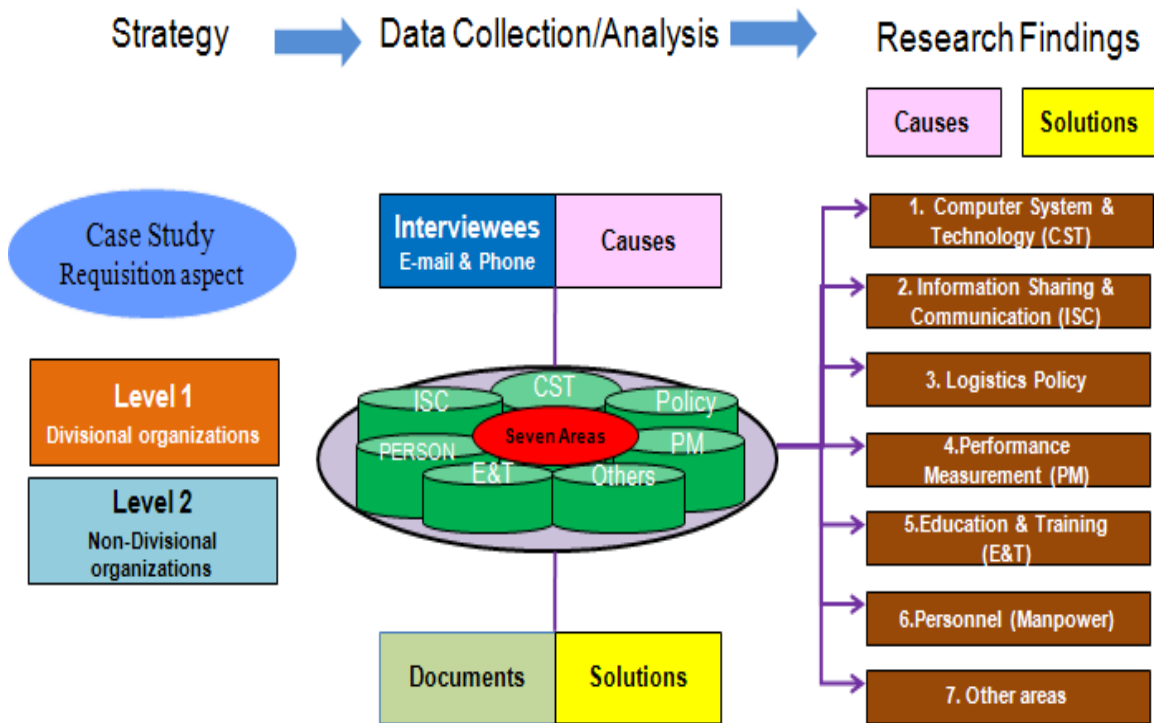 Strategy
Data Collection/Analysis
Research Findings
Causes
Solutions
Case Study
Requisition aspect
Level 1
Divisional organizations
Level 2
Non-Divisional
organizations
Interviewees
E-mail & Phone
Causes
CST
ISC
Policy
Seven Areas
PERSON
PM
E&T
Others
Documents
Solutions
1. Computer System &
Technology (CST)
2. Information Sharing &
Communication (ISC)
3. Logistics Policy
4.Performance
Measurement (PM)
5.Education & Training
(E&T)
6.Personnel (Manpower)
7. Other areas